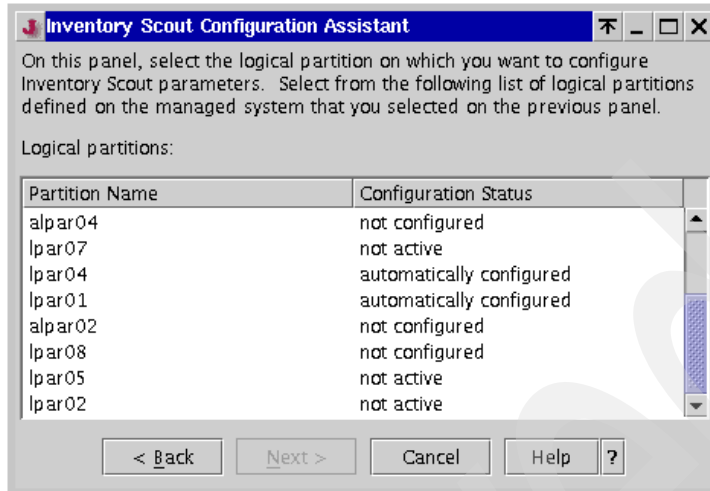 Inventory Scout Configuration Assistant
On this panel, select the logical partition on which you want to configure
Inventory Scout parameters. Select from the following list of logical partitions
defined on the managed system that you selected on the previous panel.
Logical partitions:
Partition Name Configuration Status
alpar04 not configured
lpar07 not active
lpar04 automatically configured
lpar01 automatically configured
alpar02 not configured
lpar08 not configured
lpar05 not active
lpar02 not active
< Back Next > Cancel Help ?